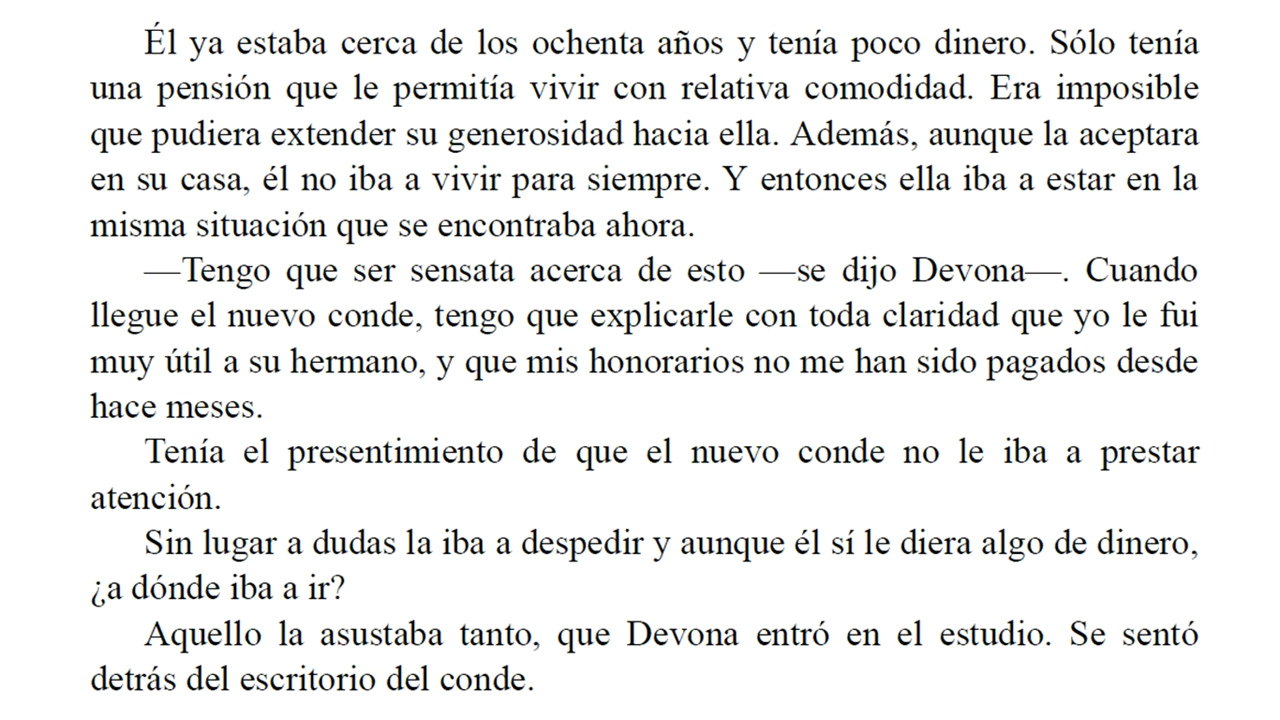 Él ya estaba cerca de los ochenta años y tenía poco dinero. Sólo tenía
una pensión que le permitía vivir con relativa comodidad. Era imposible
que pudiera extender su generosidad hacia ella. Además, aunque la aceptara
en su casa, él no iba a vivir para siempre. Y entonces ella iba a estar en la
misma situación que se encontraba ahora.
—Tengo que ser sensata acerca de esto —se dijo Devona—. Cuando
llegue el nuevo conde, tengo que explicarle con toda claridad que yo le fui
muy útil a su hermano, y que mis honorarios no me han sido pagados desde
hace meses.
Tenía el presentimiento de que el nuevo conde no le iba a prestar
atención.
Sin lugar a dudas la iba a despedir y aunque él sí le diera algo de dinero,
¿a dónde iba a ir?
Aquello la asustaba tanto, que Devona entró en el estudio. Se sentó
detrás del escritorio del conde.